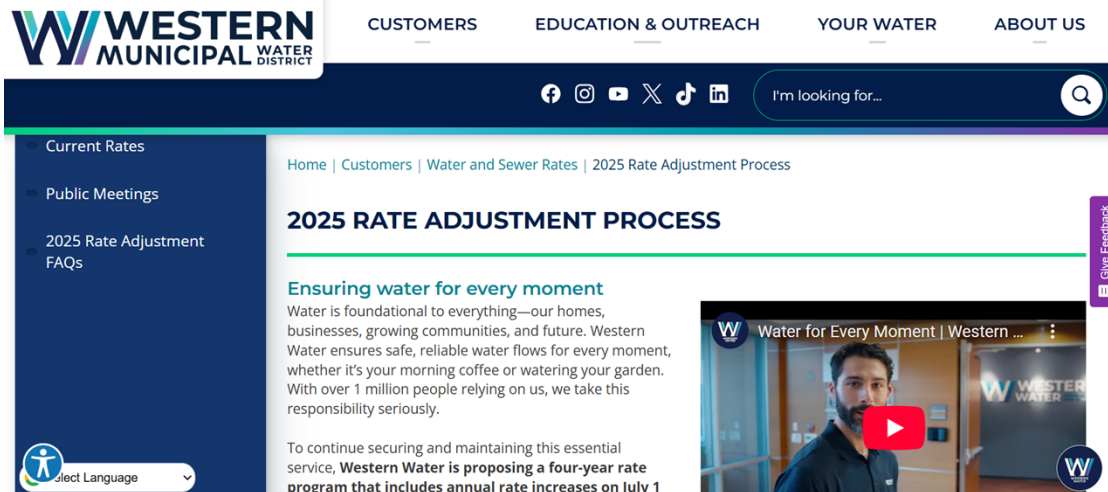 WESTERN
MUNICIPAL WATER DISTRICT
CUSTOMERS
EDUCATION & OUTREACH
YOUR WATER
ABOUT US
I'm looking for...
Current Rates
Public Meetings
2025 Rate Adjustment
FAQs
Home | Customers | Water and Sewer Rates | 2025 Rate Adjustment Process
2025 RATE ADJUSTMENT PROCESS
Ensuring water for every moment
Water is foundational to everything—our homes,
businesses, growing communities, and future. Western
Water ensures safe, reliable water flows for every moment,
whether it's your morning coffee or watering your garden.
With over 1 million people relying on us, we take this
responsibility seriously.
To continue securing and maintaining this essential
service, Western Water is proposing a four-year rate
program that includes annual rate increases on July 1
Water for Every Moment | Western ...
WESTER
WATER
Give Feedback
Language